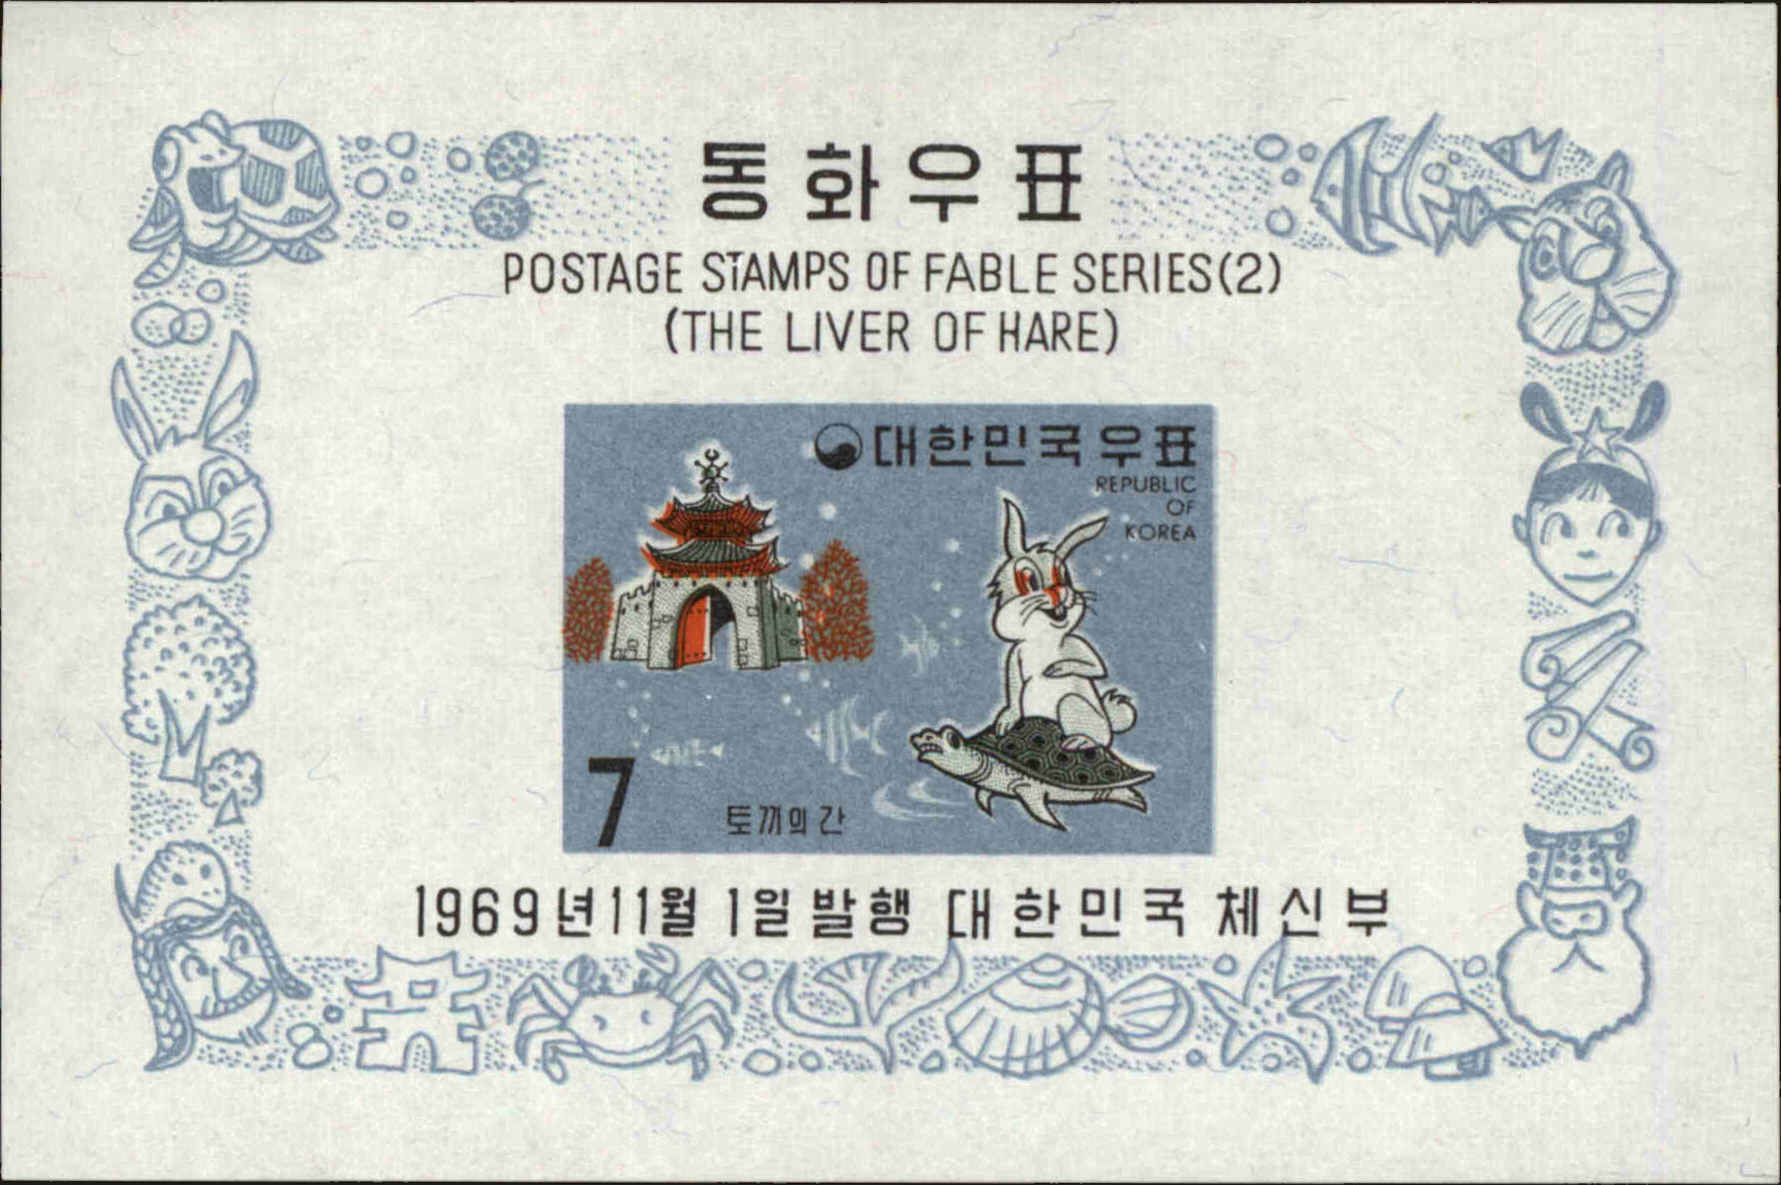 동화우표
POSTAGE STAMPS OF FABLE SERIES(2)
(THE LIVER OF HARE)
대한민국우표
REPUBLIC
OF
KOREA
7
토끼의 간
1969년11월 1일 발행 대한민국 체신부